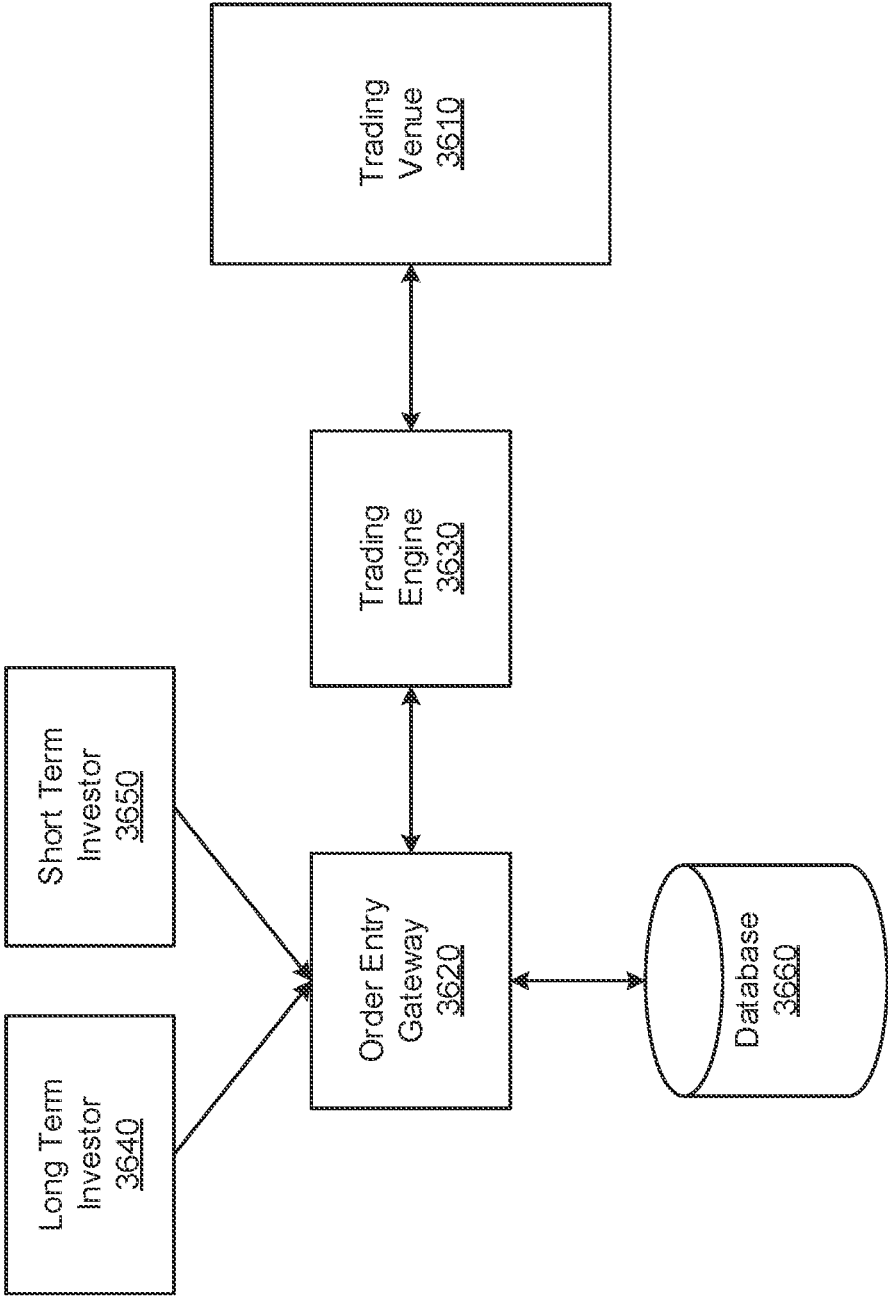 Long Term
Investor
3640
Short Term
Investor
3650
Order Entry
Gateway
3620
Trading
Engine
3630
Trading
Venue
3610
Database
3660